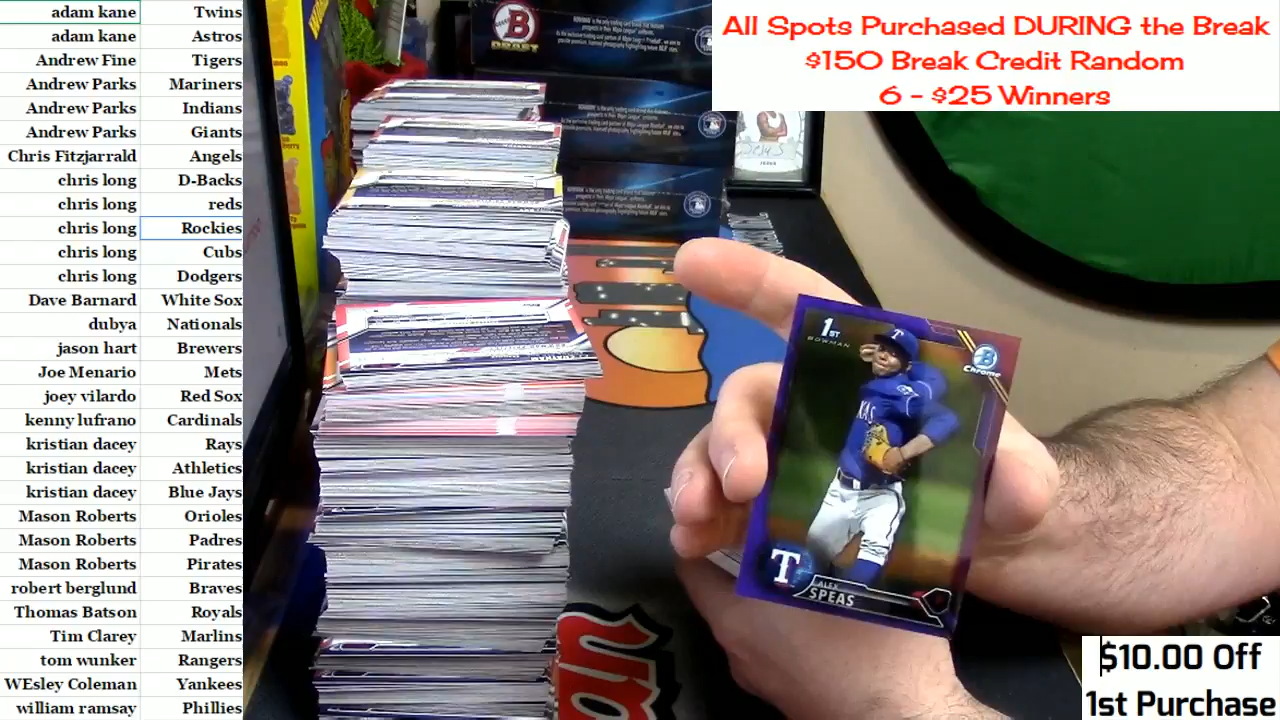 adam kane Twins
adam kane Astros
Andrew Fine Tigers
Andrew Parks Mariners
Andrew Parks Indians
Andrew Parks Giants
Chris Fitzjarrald Angels
chris long D-Backs
chris long reds
chris long Rockies
chris long Cubs
chris long Dodgers
Dave Barnard White Sox
dubya Nationals
jason hart Brewers
Joe Menario Mets
joey vilardo Red Sox
kenny lufrano Cardinals
kristian dacey Rays
kristian dacey Athletics
kristian dacey Blue Jays
Mason Roberts Orioles
Mason Roberts Padres
Mason Roberts Pirates
robert berglund Braves
Thomas Batson Royals
Tim Clarey Marlins
tom wunker Rangers
WEsley Coleman Yankees
william ramsay Phillies
All Spots Purchased DURING the Break
$150 Break Credit Random
6 - $25 Winners
B
DRAFT
1ST
BOWMAN
B
Chrome
T
T
ALEX
SPEAS
$10.00 Off
1st Purchase